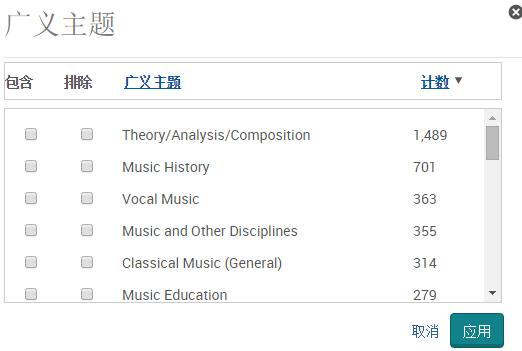 广义主题
包含 排除 广义主题 计数
Theory/Analysis/Composition 1,489
Music History 701
Vocal Music 363
Music and Other Disciplines 355
Classical Music (General) 314
Music Education 279
取消 应用